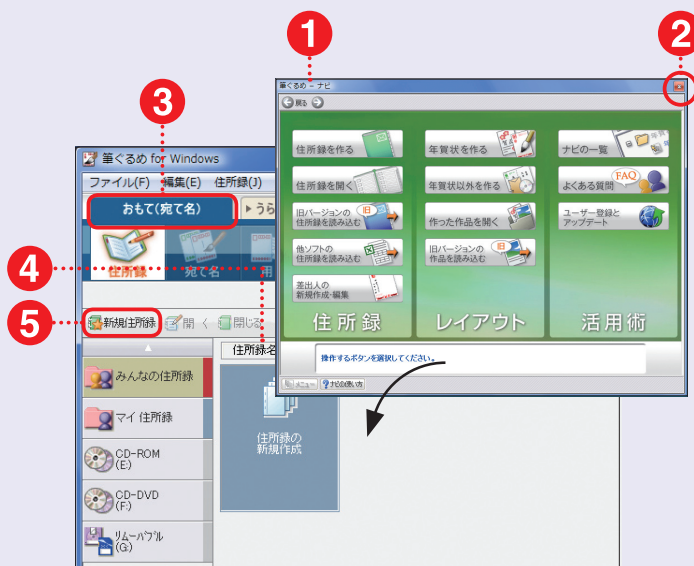 1
2
3
4
5
筆ぐるめ - ナビ
戻る
住所録を作る
年賀状を作る
ナビの一覧
住所録を開く
年賀状以外を作る
よくある質問
FAQ
旧バージョンの
住所録を読み込む
旧
作った作品を開く
ユーザー登録と
アップデート
他ソフトの
住所録を読み込む
旧バージョンの
作品を読み込む
旧
差出人の
新規作成・編集
住所録
レイアウト
活用術
操作するボタンを選択してください。
メニュー
?ナビの使い方
筆ぐるめ for Windows
ファイル(F) 編集(E) 住所録(J)
おもて(宛て名)
▶うら
住所録
宛て名
用
新規住所録
開く
閉じる
住所録名
みんなの住所録
マイ 住所録
CD-ROM
(E:)
CD-DVD
(F:)
リムーバブル
(G:)
住所録の
新規作成